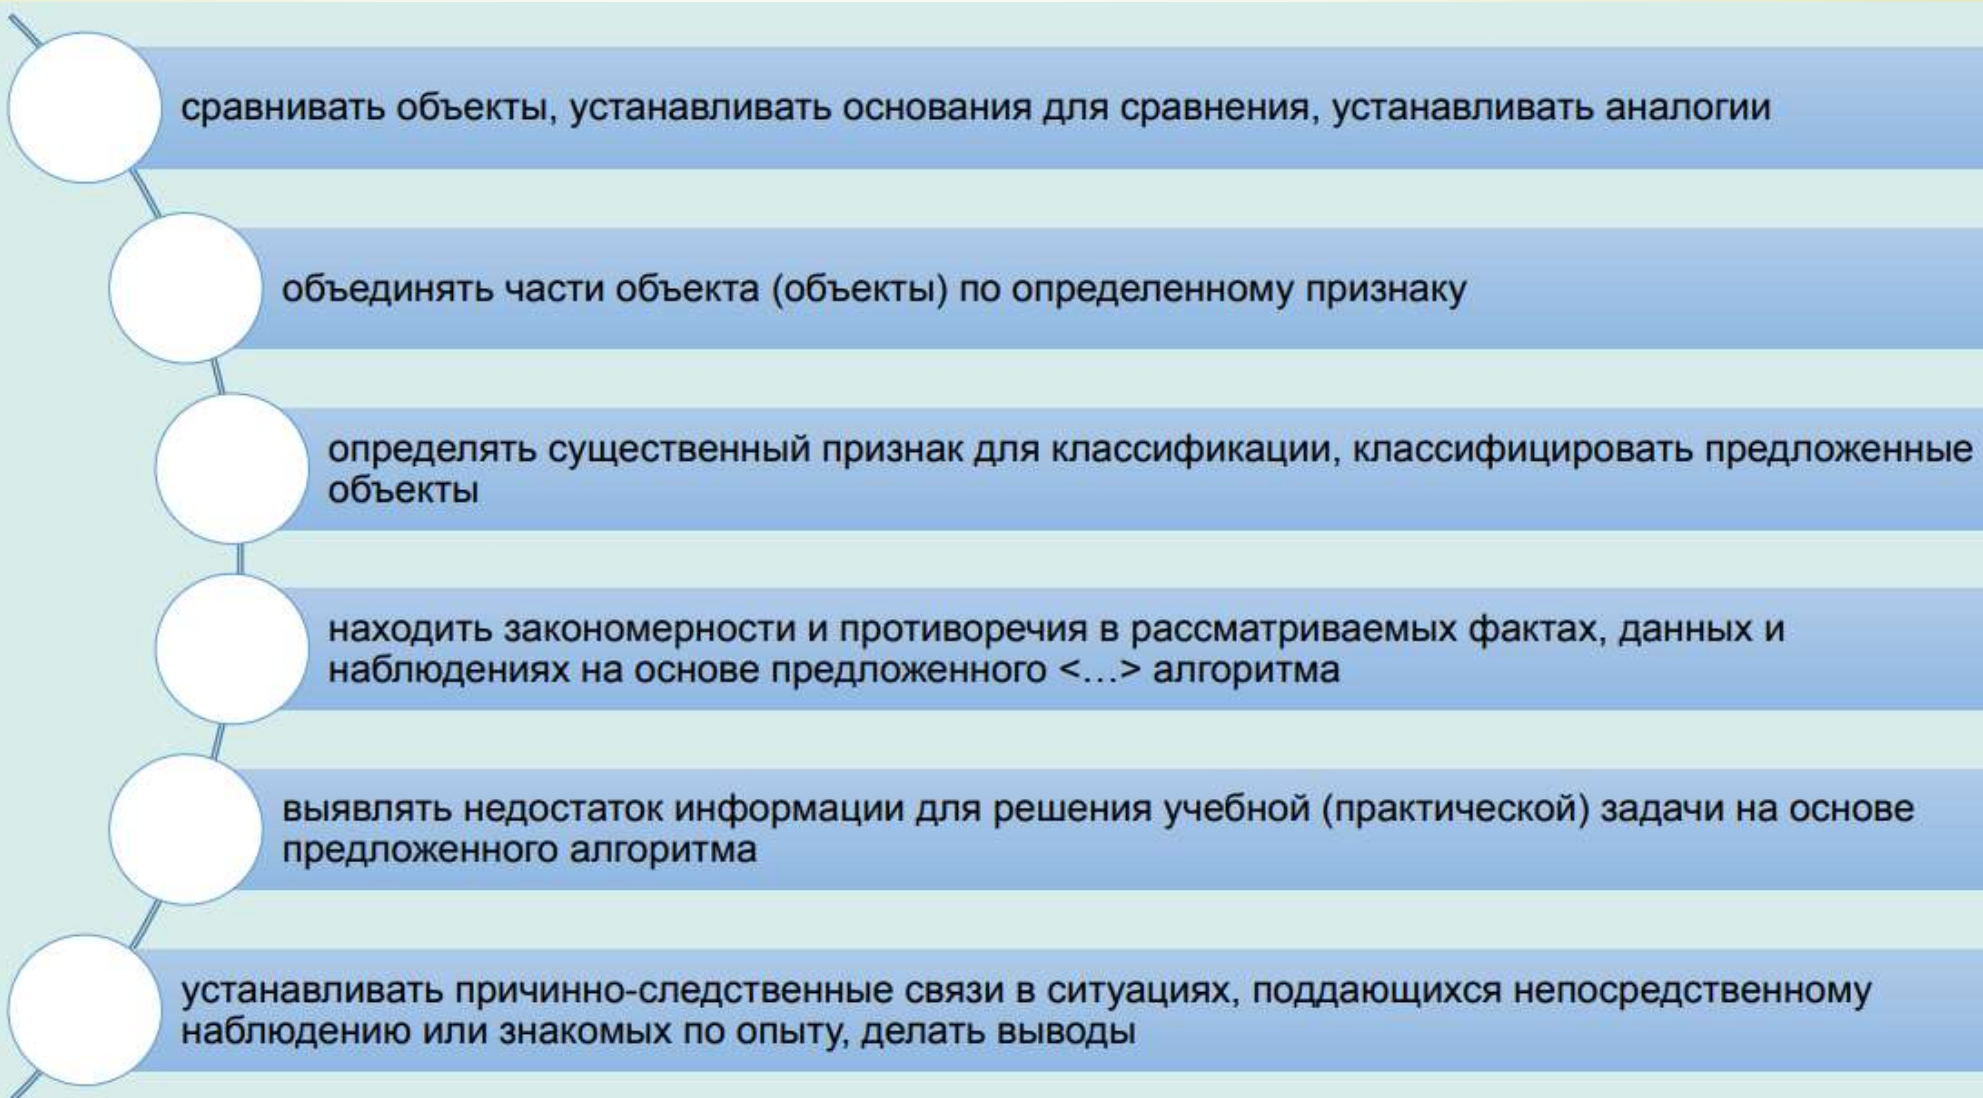 сравнивать объекты, устанавливать основания для сравнения, устанавливать аналогии
объединять части объекта (объекты) по определенному признаку
определять существенный признак для классификации, классифицировать предложенные
объекты
находить закономерности и противоречия в рассматриваемых фактах, данных и
наблюдениях на основе предложенного <…> алгоритма
выявлять недостаток информации для решения учебной (практической) задачи на основе
предложенного алгоритма
устанавливать причинно-следственные связи в ситуациях, поддающихся непосредственному
наблюдению или знакомых по опыту, делать выводы